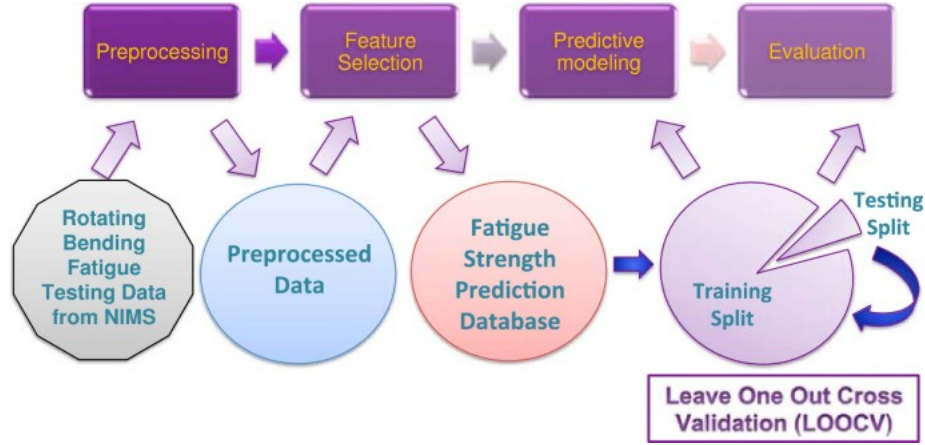 Preprocessing
Feature
Selection
Predictive
modeling
Evaluation
Rotating
Bending
Fatigue
Testing Data
from NIMS
Preprocessed
Data
Fatigue
Strength
Prediction
Database
Training
Split
Testing
Split
Leave One Out Cross
Validation (LOOCV)